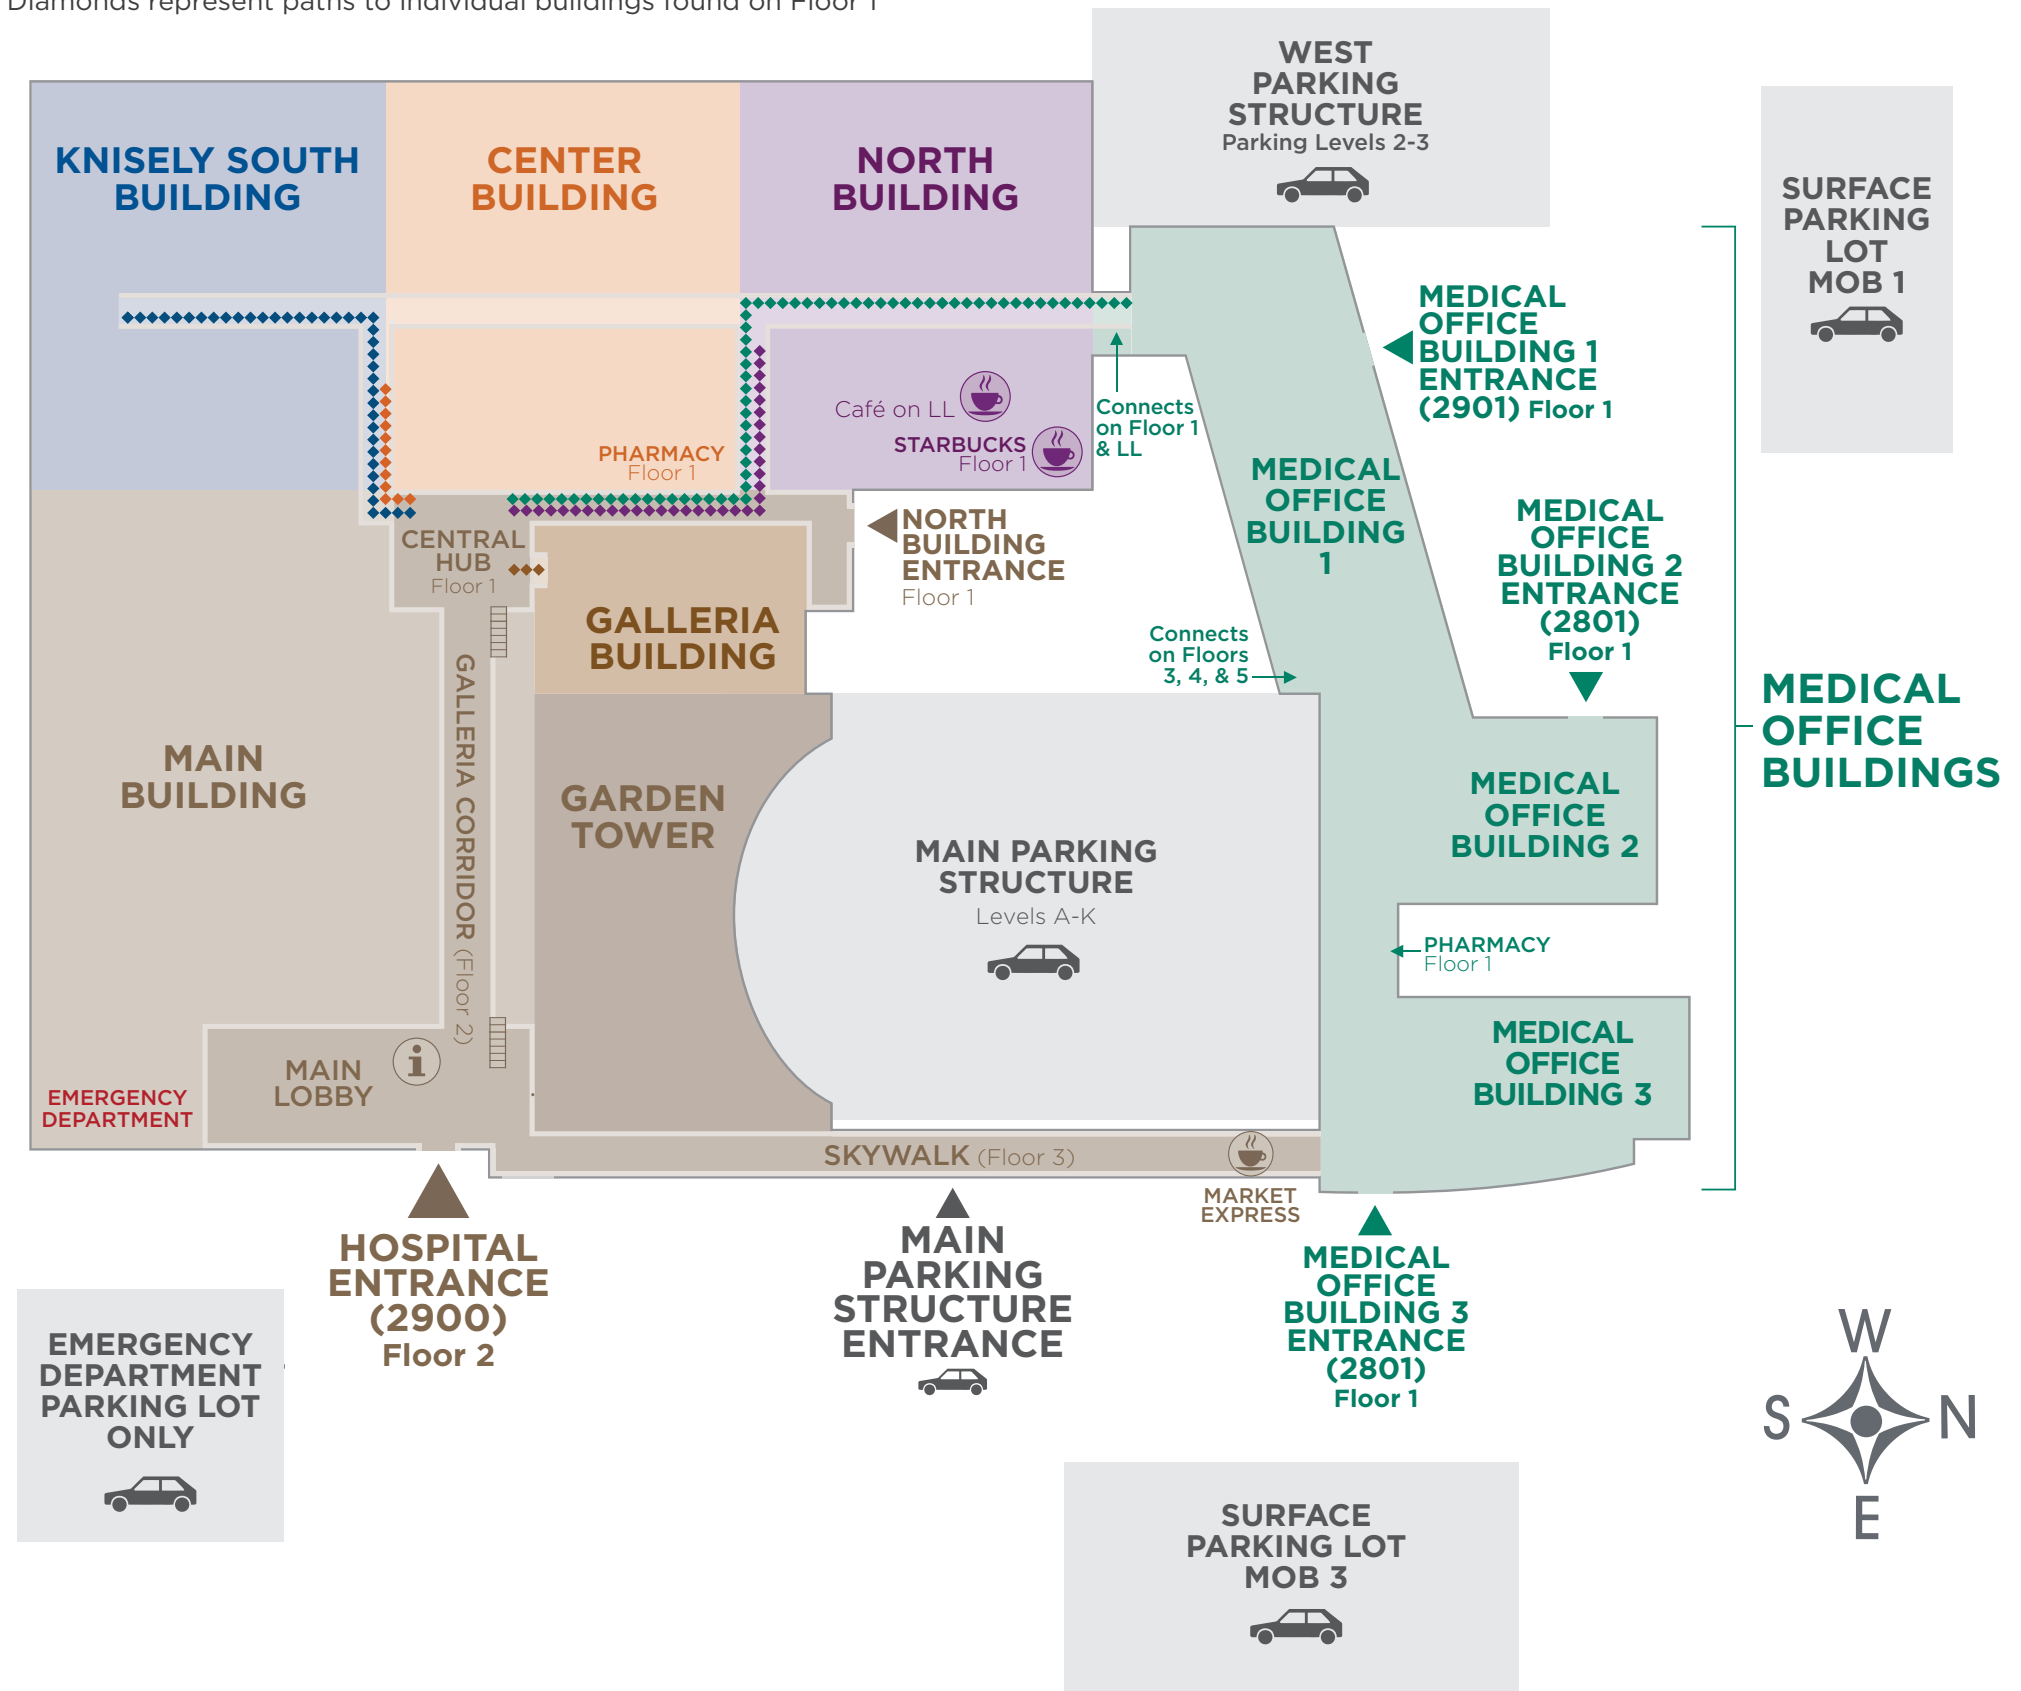 Diamonds represent paths to individual buildings found on Floor 1
WEST
PARKING
STRUCTURE
Parking Levels 2-3
KNISELY SOUTH
BUILDING
CENTER
BUILDING
NORTH
BUILDING
SURFACE
PARKING
LOT
MOB 1
MEDICAL
OFFICE
BUILDING 1
ENTRANCE
(2901) Floor 1
Café on LL
STARBUCKS
Floor 1
Connects
on Floor 1
& LL
PHARMACY
Floor 1
MEDICAL
OFFICE
BUILDING
1
MEDICAL
OFFICE
BUILDING 2
ENTRANCE
(2801)
Floor 1
CENTRAL
HUB
Floor 1
NORTH
BUILDING
ENTRANCE
Floor 1
GALLERIA
BUILDING
Connects
on Floors
3, 4, & 5
GALLERIA CORRIDOR (Floor 2)
MEDICAL
OFFICE
BUILDINGS
MAIN
BUILDING
GARDEN
TOWER
MAIN PARKING
STRUCTURE
Levels A-K
MEDICAL
OFFICE
BUILDING 2
PHARMACY
Floor 1
MEDICAL
OFFICE
BUILDING 3
MAIN
LOBBY
i
EMERGENCY
DEPARTMENT
SKYWALK (Floor 3)
MARKET
EXPRESS
HOSPITAL
ENTRANCE
(2900)
Floor 2
MAIN
PARKING
STRUCTURE
ENTRANCE
MEDICAL
OFFICE
BUILDING 3
ENTRANCE
(2801)
Floor 1
EMERGENCY
DEPARTMENT
PARKING LOT
ONLY
SURFACE
PARKING LOT
MOB 3
W
S N
E